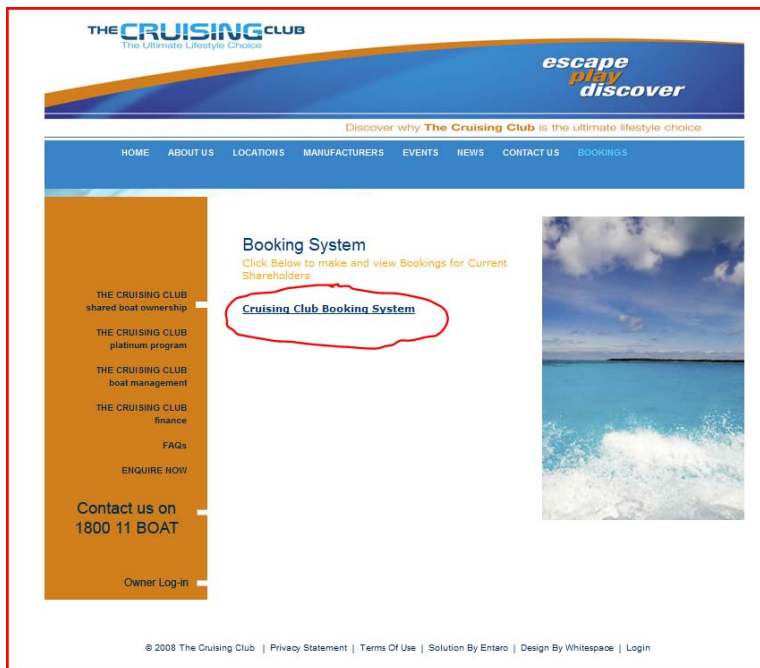 THE CRUISING CLUB
The Ultimate Lifestyle Choice
escape
play
discover
Discover why The Cruising Club is the ultimate lifestyle choice
HOME ABOUT US LOCATIONS MANUFACTURERS EVENTS NEWS CONTACT US BOOKINGS
Booking System
Click Below to make and view Bookings for Current
Shareholders
Cruising Club Booking System
THE CRUISING CLUB
shared boat ownership
THE CRUISING CLUB
platinum program
THE CRUISING CLUB
boat management
THE CRUISING CLUB
finance
FAQs
ENQUIRE NOW
Contact us on
1800 11 BOAT
Owner Log-in
© 2008 The Cruising Club | Privacy Statement | Terms Of Use | Solution By Entaro | Design By Whitespace | Login